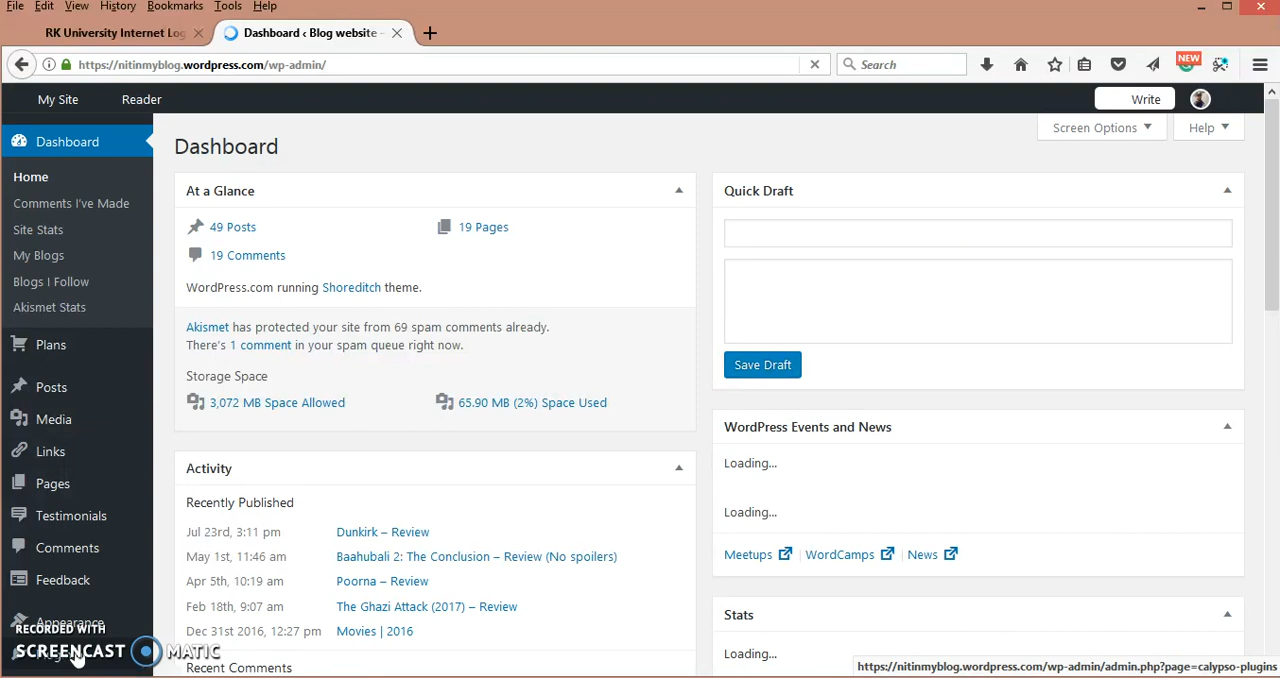 File Edit View History Bookmarks Tools Help
RK University Internet Log
Dashboard ‹ Blog website -
https://nitinmyblog.wordpress.com/wp-admin/
Search
NEW
My Site Reader Write
Screen Options Help
Dashboard
Home
Comments I've Made
Site Stats
My Blogs
Blogs I Follow
Akismet Stats
Plans
Posts
Media
Links
Pages
Testimonials
Comments
Feedback
Appearance
Dashboard
At a Glance
49 Posts 19 Pages
19 Comments
WordPress.com running Shoreditch theme.
Akismet has protected your site from 69 spam comments already.
There's 1 comment in your spam queue right now.
Storage Space
3,072 MB Space Allowed 65.90 MB (2%) Space Used
Activity
Recently Published
Jul 23rd, 3:11 pm Dunkirk – Review
May 1st, 11:46 am Baahubali 2: The Conclusion – Review (No spoilers)
Apr 5th, 10:19 am Poorna – Review
Feb 18th, 9:07 am The Ghazi Attack (2017) – Review
Dec 31st 2016, 12:27 pm Movies | 2016
Recent Comments
Quick Draft
Save Draft
WordPress Events and News
Loading...
Loading...
Meetups | WordCamps | News
Stats
Loading...
RECORDED WITH
SCREENCAST MATIC
https://nitinmyblog.wordpress.com/wp-admin/admin.php?page=calypso-plugins